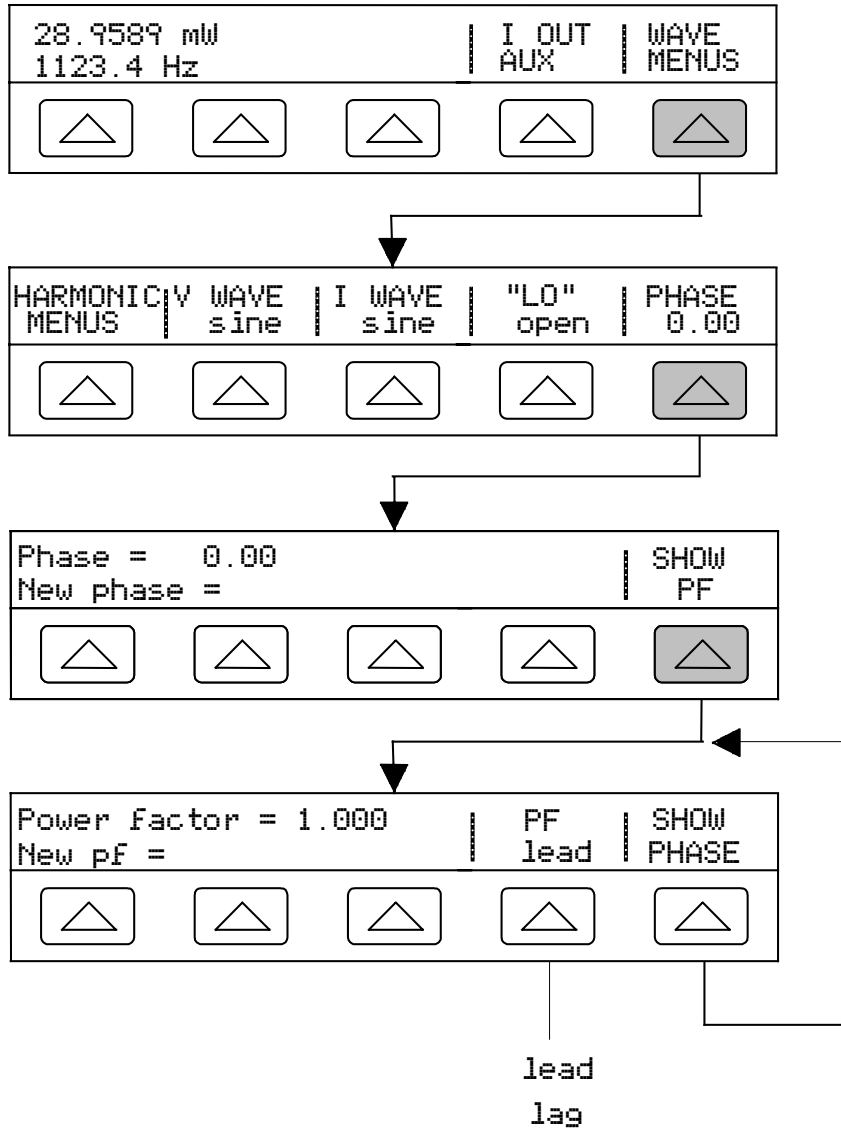 28.9589 mW
1123.4 Hz
I OUT
AUX
WAVE
MENUS
HARMONIC
MENUS
V WAVE
sine
I WAVE
sine
"LO"
open
PHASE
0.00
Phase = 0.00
New phase =
SHOW
PF
Power factor = 1.000
New pf =
PF
lead
SHOW
PHASE
lead
lag